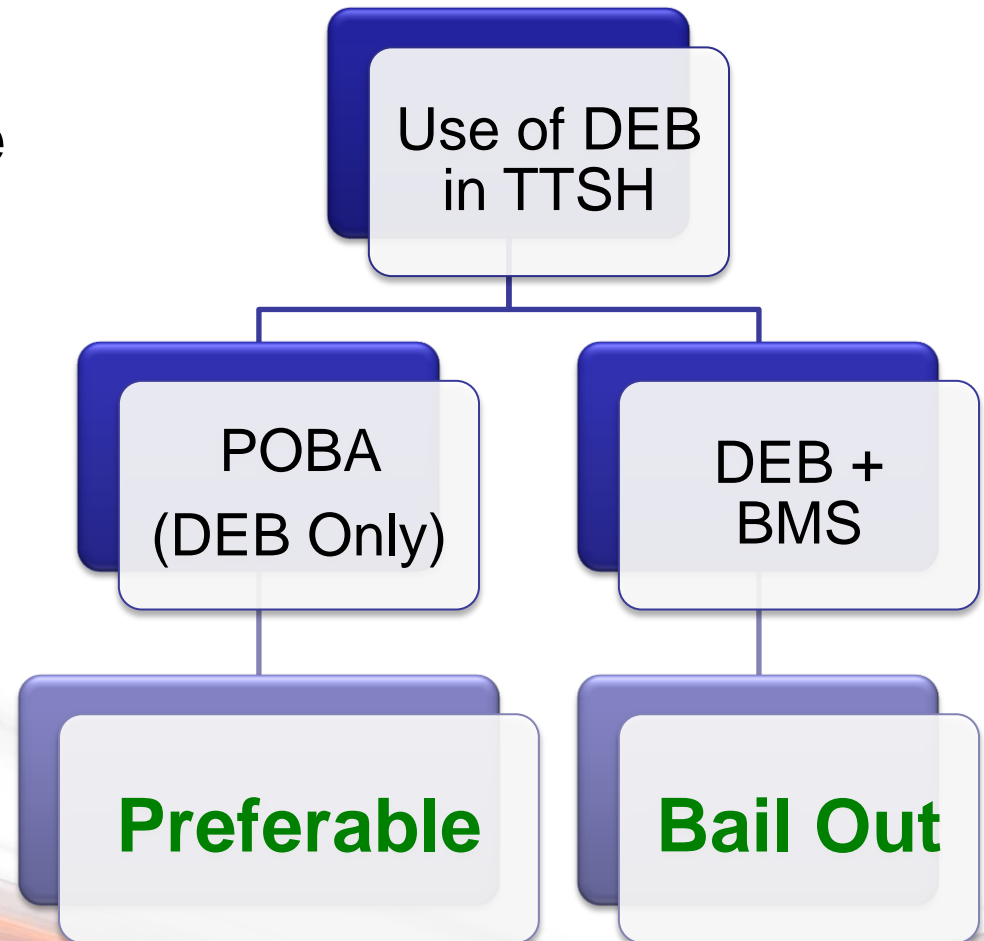 e
Use of DEB
in TTSH
POBA
(DEB Only)
DEB +
BMS
Preferable
Bail Out